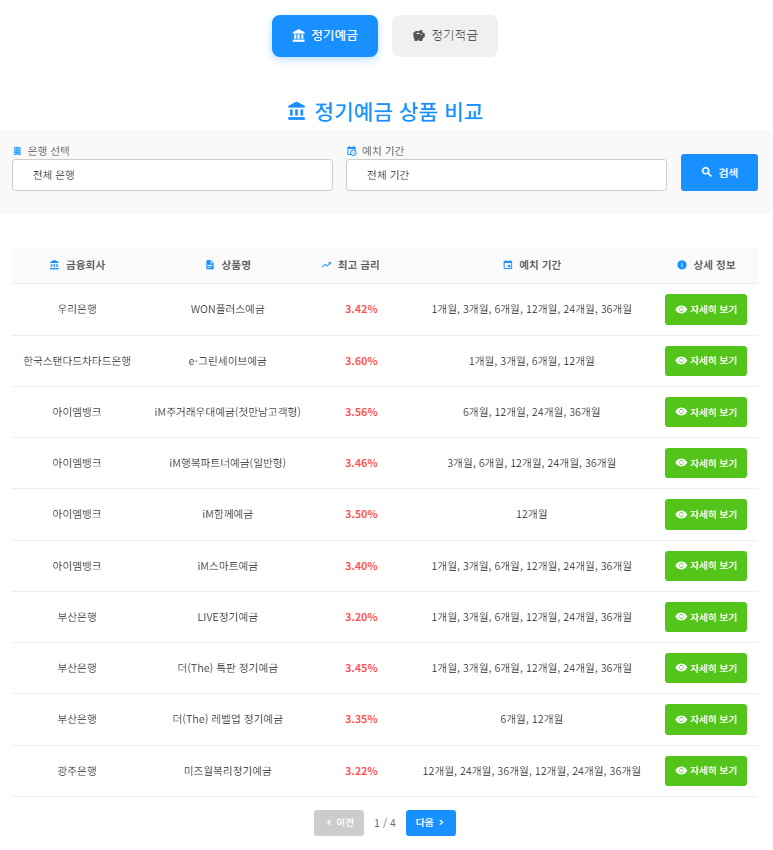 정기예금 정기적금
정기예금 상품 비교
은행 선택 예치 기간
전체 은행 전체 기간 검색
금융회사 상품명 최고 금리 예치 기간 상세 정보
우리은행 WON플러스예금 3.42% 1개월, 3개월, 6개월, 12개월, 24개월, 36개월 자세히 보기
한국스탠다드차타드은행 e-그린세이브예금 3.60% 1개월, 3개월, 6개월, 12개월 자세히 보기
아이엠뱅크 iM주거래우대예금(첫만남고객형) 3.56% 6개월, 12개월, 24개월, 36개월 자세히 보기
아이엠뱅크 iM행복파트너예금(일반형) 3.46% 3개월, 6개월, 12개월, 24개월, 36개월 자세히 보기
아이엠뱅크 iM함께예금 3.50% 12개월 자세히 보기
아이엠뱅크 iM스마트예금 3.40% 1개월, 3개월, 6개월, 12개월, 24개월, 36개월 자세히 보기
부산은행 LIVE정기예금 3.20% 1개월, 3개월, 6개월, 12개월, 24개월, 36개월 자세히 보기
부산은행 더(The) 특판 정기예금 3.45% 1개월, 3개월, 6개월, 12개월, 24개월, 36개월 자세히 보기
부산은행 더(The) 레벨업 정기예금 3.35% 6개월, 12개월 자세히 보기
광주은행 미즈월복리정기예금 3.22% 12개월, 24개월, 36개월, 12개월, 24개월, 36개월 자세히 보기
이전 1 / 4 다음